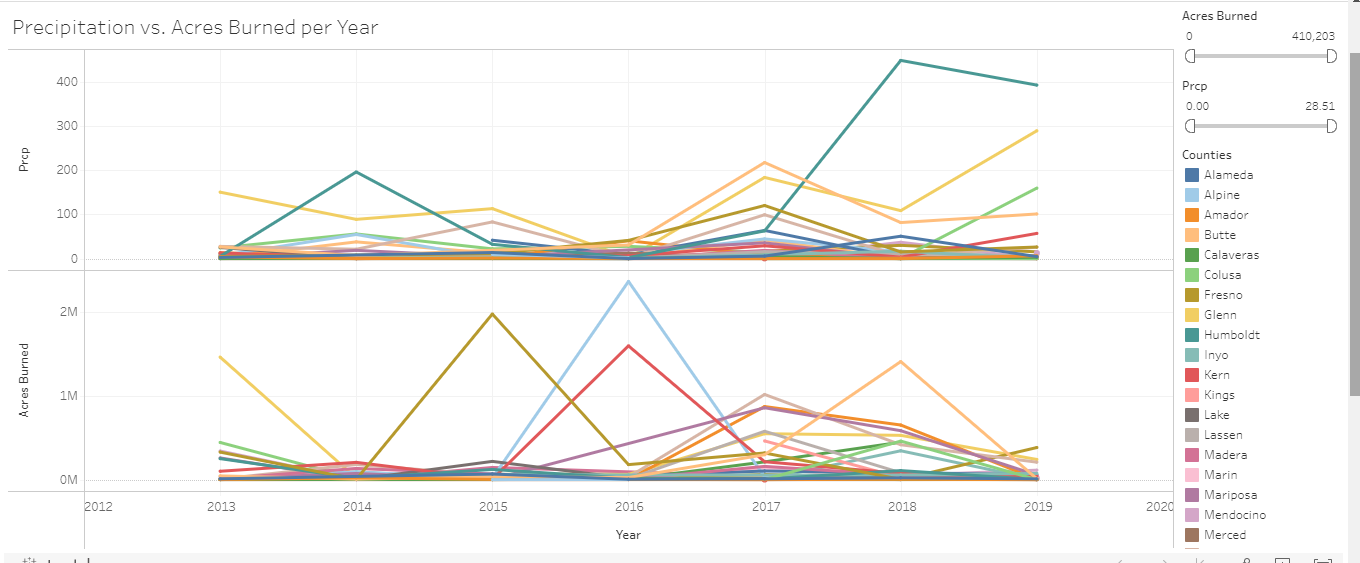 Precipitation vs. Acres Burned per Year
Prcp
400
300
200
100
0
Acres Burned
2M
1M
0M
2012 2013 2014 2015 2016 2017 2018 2019 2020
Year
Acres Burned
0 410,203
Prcp
0.00 28.51
Counties
Alameda
Alpine
Amador
Butte
Calaveras
Colusa
Fresno
Glenn
Humboldt
Inyo
Kern
Kings
Lake
Lassen
Madera
Marin
Mariposa
Mendocino
Merced